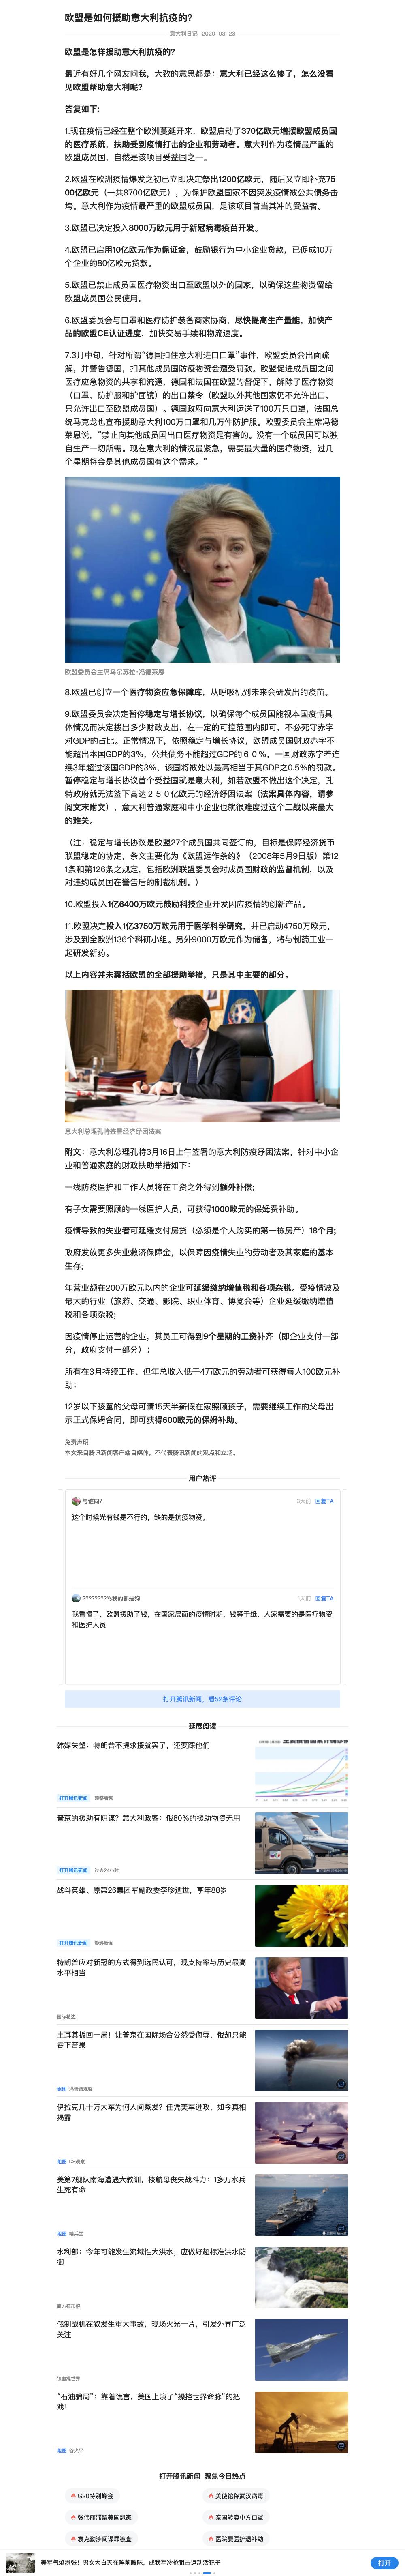 欧盟是如何援助意大利抗疫的?
意大利日记 2020-03-23
欧盟是怎样援助意大利抗疫的?
最近有好几个网友问我，大致的意思都是：意大利已经这么惨了，怎么没看
见欧盟帮助意大利呢?
答复如下:
1.现在疫情已经在整个欧洲蔓延开来，欧盟启动了370亿欧元增援欧盟成员国
的医疗系统，扶助受到疫情打击的企业和劳动者。意大利作为疫情最严重的
欧盟成员国，自然是该项目受益国之一。
2.欧盟在欧洲疫情爆发之初已立即决定祭出1200亿欧元，随后又立即补充75
00亿欧元（一共8700亿欧元），为保护欧盟国家不因突发疫情被公共债务击
垮。意大利作为疫情最严重的欧盟成员国，是该项目首当其冲的受益者。
3.欧盟已决定投入8000万欧元用于新冠病毒疫苗开发。
4.欧盟已启用10亿欧元作为保证金，鼓励银行为中小企业贷款，已促成10万
个企业的80亿欧元贷款。
5.欧盟已禁止成员国医疗物资出口至欧盟以外的国家，以确保这些物资留给
欧盟成员国公民使用。
6.欧盟委员会与口罩和医疗防护装备商家协商，尽快提高生产量能，加快产
品的欧盟CE认证进度，加快交易手续和物流速度。
7.3月中旬，针对所谓“德国扣住意大利进口口罩”事件，欧盟委员会出面疏
解，并警告德国，扣其他成员国防疫物资会遭受罚款。欧盟促进成员国之间
医疗应急物资的共享和流通，德国和法国在欧盟的督促下，解除了医疗物资
（口罩、防护服和护面镜）的出口禁令（欧盟以外其他国家仍不允许出口，
只允许出口至欧盟成员国）。德国政府向意大利运送了100万只口罩，法国总
统马克龙也宣布援助意大利100万口罩和几万件防护服。欧盟委员会主席冯德
莱恩说，“禁止向其他成员国出口医疗物资是有害的。没有一个成员国可以独
自生产一切所需。现在意大利的情况最紧急，需要最大量的医疗物资，过几
个星期将会是其他成员国有这个需求。”
欧盟委员会主席乌尔苏拉·冯德莱恩
8.欧盟已创立一个医疗物资应急保障库，从呼吸机到未来会研发出的疫苗。
9.欧盟委员会决定暂停稳定与增长协议，以确保每个成员国能视本国疫情具
体情况而决定拨出多少财政支出，在一定的可控范围内即可，不必死守赤字
对GDP的占比。正常情况下，依照稳定与增长协议，欧盟成员国财政赤字不
能超出本国GDP的3%，公共债务不能超过GDP的６０%，一国财政赤字若连
续3年超过该国GDP的3%，该国将被处以最高相当于其GDP之0.5%的罚款。
暂停稳定与增长协议首个受益国就是意大利，如若欧盟不做出这个决定，孔
特政府就无法签下高达２５０亿欧元的经济纾困法案（法案具体内容，请参
阅文末附文），意大利普通家庭和中小企业也就很难度过这个二战以来最大
的难关。
（注：稳定与增长协议是欧盟27个成员国共同签订的，目标是保障经济货币
联盟稳定的协定，条文主要化为《欧盟运作条约》（2008年5月9日版）第12
1条和第126条之规定，包括欧洲联盟委员会对成员国财政的监督机制，以及
对违约成员国在警告后的制裁机制。）
10.欧盟投入1亿6400万欧元鼓励科技企业开发因应疫情的创新产品。
11.欧盟决定投入1亿3750万欧元用于医学科学研究，并已启动4750万欧元，
涉及到全欧洲136个科研小组。另外9000万欧元作为储备，将与制药工业一
起研发新药。
以上内容并未囊括欧盟的全部援助举措，只是其中主要的部分。
意大利总理孔特签署经济纾困法案
附文：意大利总理孔特3月16日上午签署的意大利防疫纾困法案，针对中小企
业和普通家庭的财政扶助举措如下:
一线防疫医护和工作人员将在工资之外得到额外补偿;
有子女需要照顾的一线医护人员，可获得1000欧元的保姆费补助。
疫情导致的失业者可延缓支付房贷（必须是个人购买的第一栋房产）18个月;
政府发放更多失业救济保障金，以保障因疫情失业的劳动者及其家庭的基本
生存;
年营业额在200万欧元以内的企业可延缓缴纳增值税和各项杂税。受疫情波及
最大的行业（旅游、交通、影院、职业体育、博览会等）企业延缓缴纳增值
税和各项杂税;
因疫情停止运营的企业，其员工可得到9个星期的工资补齐（即企业支付一部
分，政府支付一部分）;
所有在3月持续工作、但年总收入低于4万欧元的劳动者可获得每人100欧元补
助;
12岁以下孩童的父母可请15天半薪假在家照顾孩子，需要继续工作的父母出
示正式保姆合同，即可获得600欧元的保姆补助。
免责声明
本文来自腾讯新闻客户端自媒体，不代表腾讯新闻的观点和立场。
用户热评
与谁同? 3天前 回复TA
这个时候光有钱是不行的，缺的是抗疫物资。
????????骂我的都是狗 1天前 回复TA
我看懂了，欧盟援助了钱，在国家层面的疫情时期，钱等于纸，人家需要的是医疗物资
和医护人员
打开腾讯新闻，看52条评论
延展阅读
韩媒失望：特朗普不提求援就罢了，还要踩他们
打开腾讯新闻 观察者网
普京的援助有阴谋？意大利政客：俄80%的援助物资无用
打开腾讯新闻 过去24小时
战斗英雄、原第26集团军副政委李珍逝世，享年88岁
打开腾讯新闻 澎湃新闻
特朗普应对新冠的方式得到选民认可，现支持率与历史最高
水平相当
国际花边
土耳其扳回一局！让普京在国际场合公然受侮辱，俄却只能
吞下苦果
组图 冯唐聊观察
伊拉克几十万大军为何人间蒸发？任凭美军进攻，如今真相
揭露
组图 DS观察
美第7舰队南海遭遇大教训，核航母丧失战斗力：1多万水兵
生死有命
组图 精兵堂
水利部：今年可能发生流域性大洪水，应做好超标准洪水防
御
南方都市报
俄制战机在叙发生重大事故，现场火光一片，引发外界广泛
关注
铁血观世界
“石油骗局”：靠着谎言，美国上演了“操控世界命脉”的把
戏！
组图 谷火平
打开腾讯新闻 聚焦今日热点
G20特别峰会
美使馆和武汉病毒
张伟丽滞留美国想家
泰国转卖中方口罩
袁克勤涉间谍罪被查
医院要医护退补助
美军气焰嚣张！男女大白天在阵前暧昧，成我军冷枪狙击运动活靶子
打开